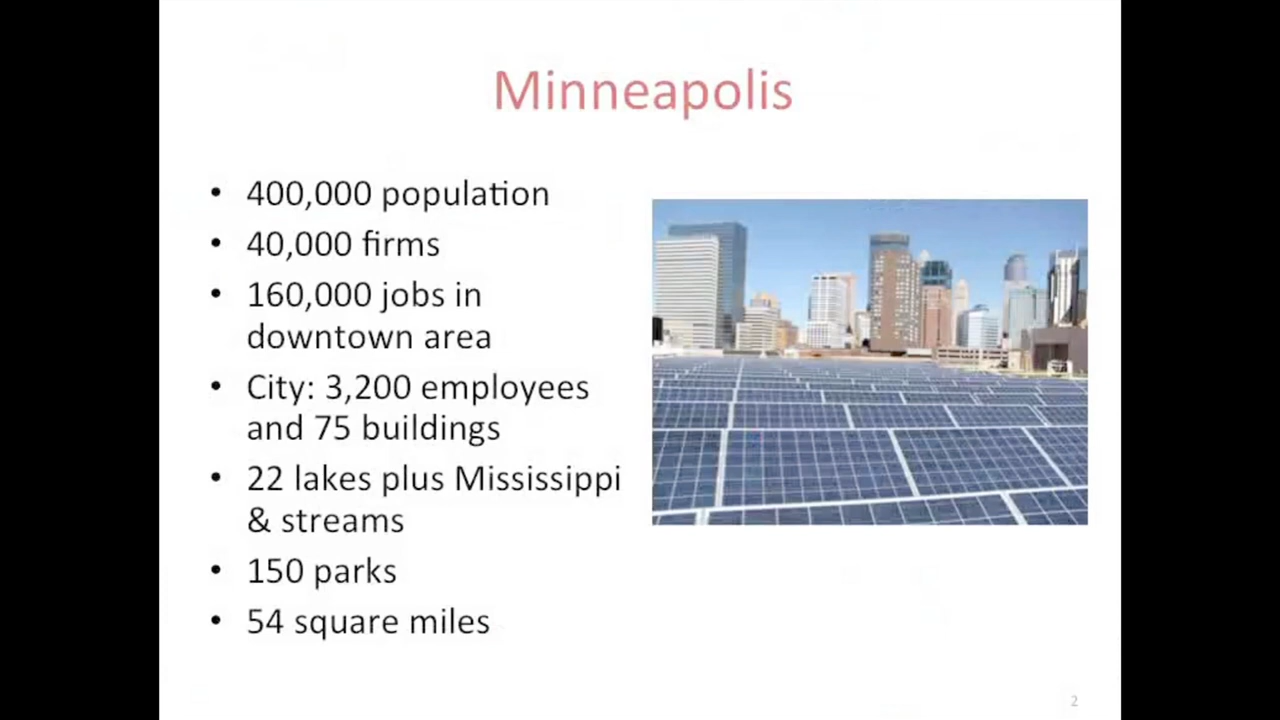 Minneapolis
• 400,000 population
• 40,000 firms
• 160,000 jobs in
downtown area
• City: 3,200 employees
and 75 buildings
• 22 lakes plus Mississippi
& streams
• 150 parks
• 54 square miles
2